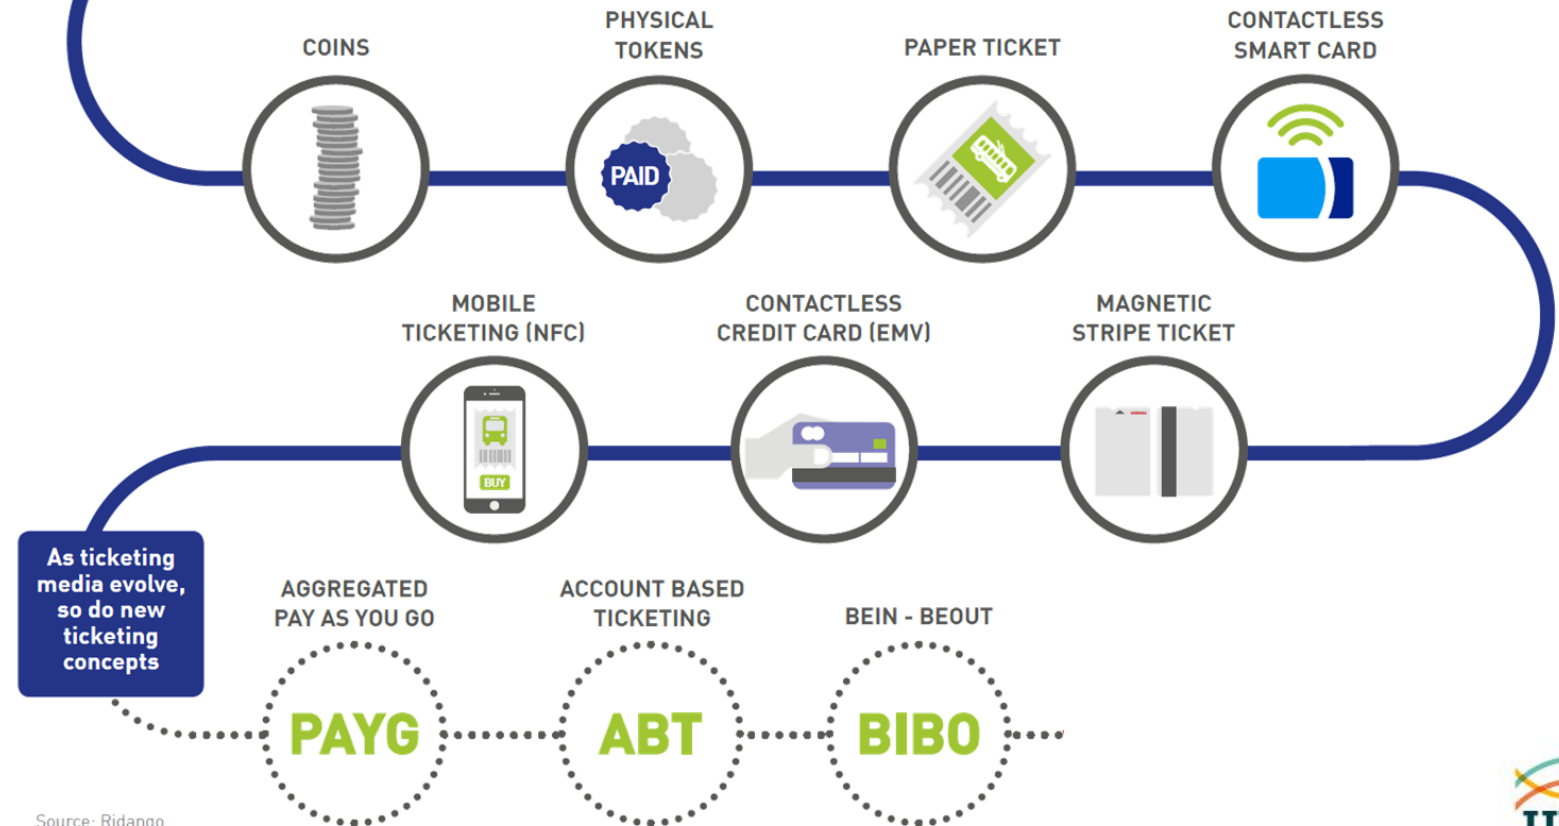 COINS
PHYSICAL
TOKENS
PAPER TICKET
CONTACTLESS
SMART CARD
PAID
MOBILE
TICKETING (NFC)
CONTACTLESS
CREDIT CARD (EMV)
MAGNETIC
STRIPE TICKET
BUY
As ticketing
media evolve,
so do new
ticketing
concepts
AGGREGATED
PAY AS YOU GO
ACCOUNT BASED
TICKETING
BEIN - BEOUT
PAYG
ABT
BIBO
Source: Ridango